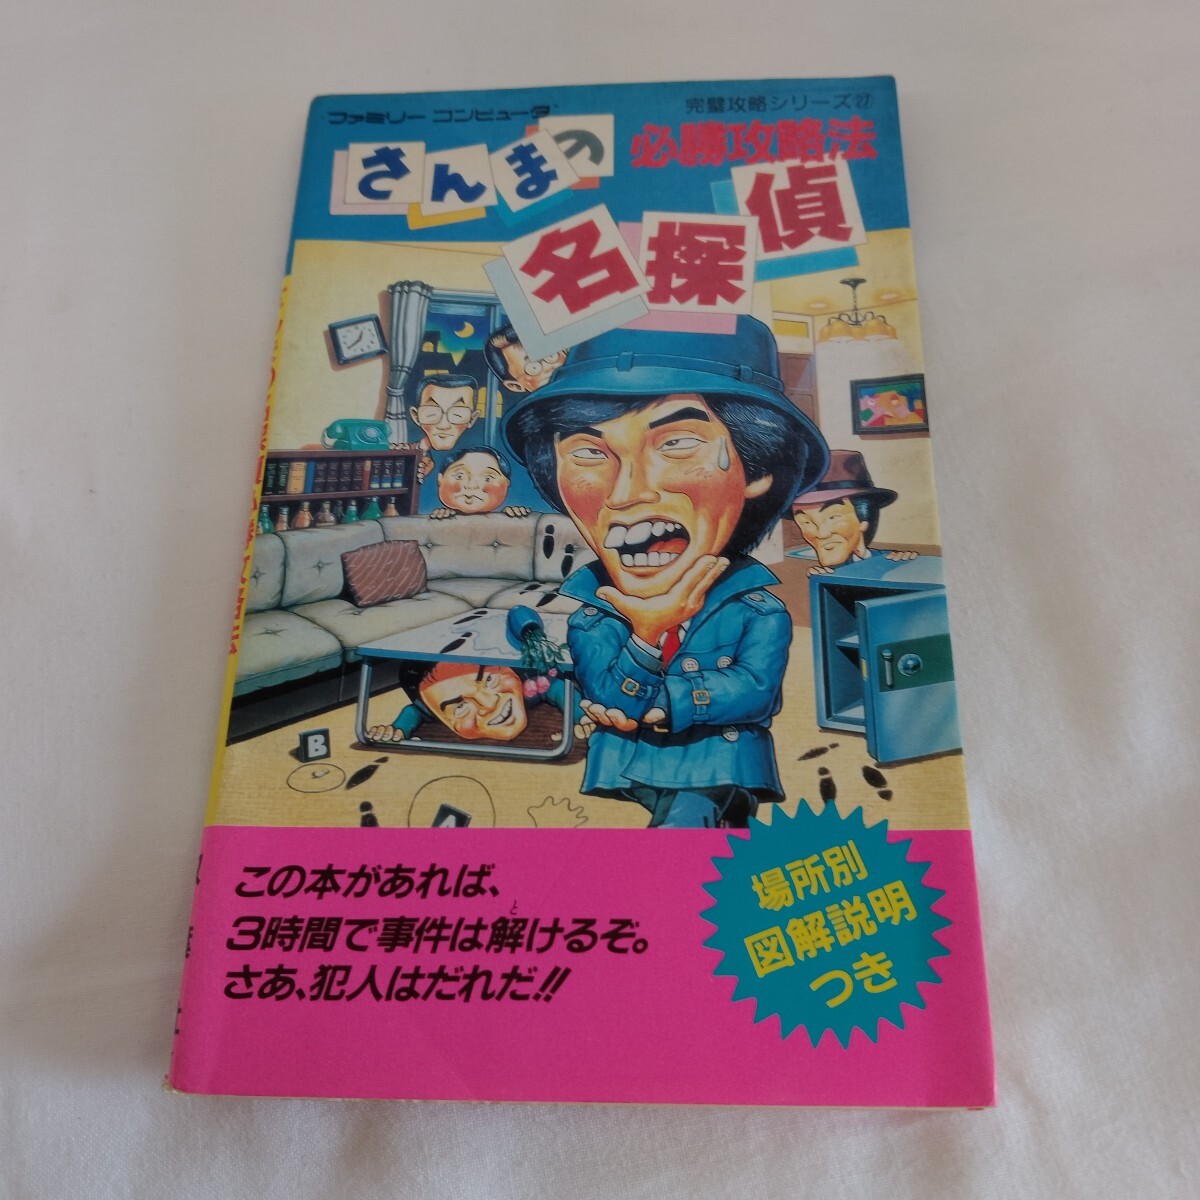 ファミリー コンピュータ
完璧攻略シリーズ27
必勝攻略法
さんまの
名探偵
B
A
この本があれば、
3時間で事件は解けるぞ。
と
さあ、犯人はだれだ!!
場所別
図解説明
つき